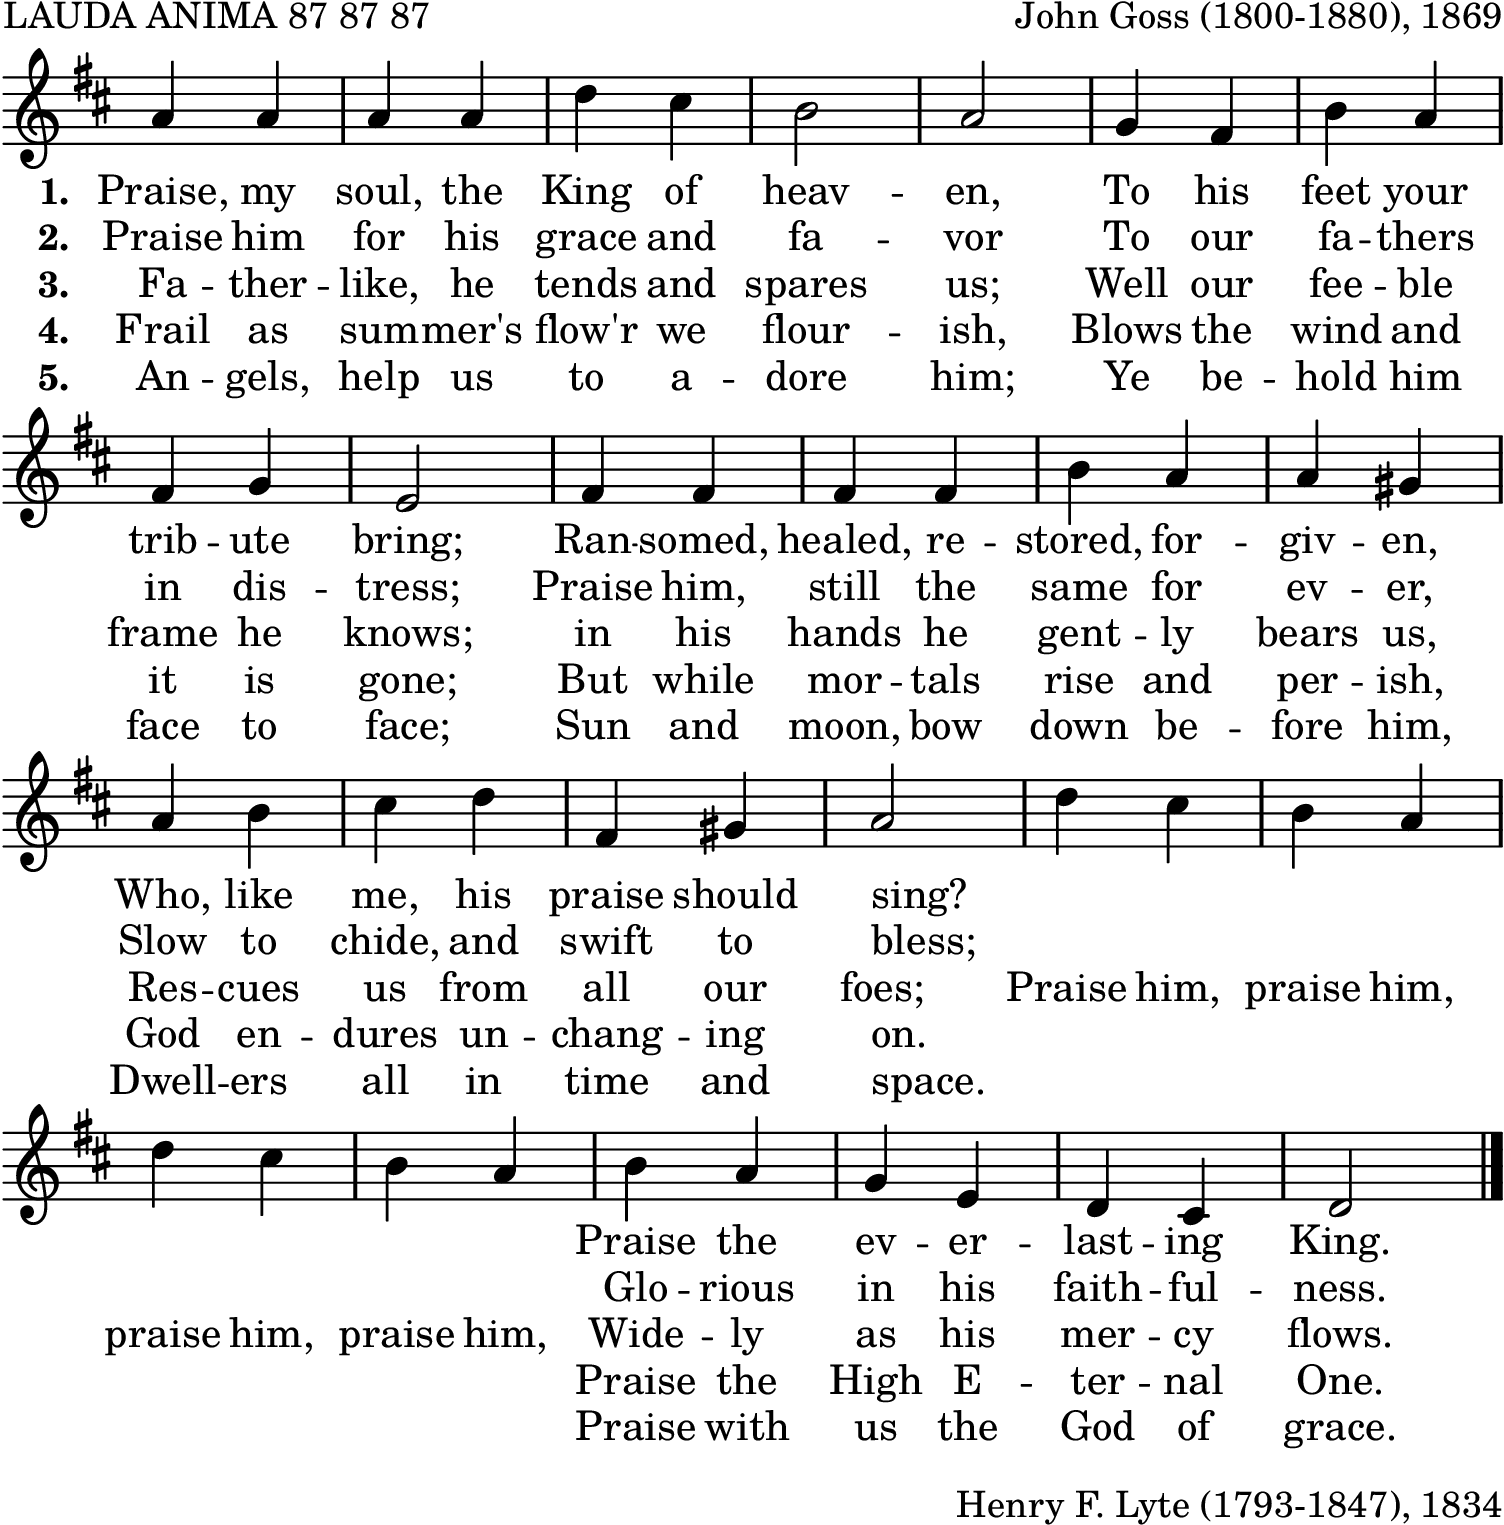 LAUDA ANIMA 87 87 87 John Goss (1800-1880), 1869
1. Praise, my soul, the King of heav - en, To his feet your
2. Praise him for his grace and fa - vor To our fa - thers
3. Fa - ther - like, he tends and spares us; Well our fee - ble
4. Frail as summer's flow'r we flour - ish, Blows the wind and
5. An - gels, help us to a - dore him; Ye be - hold him
trib - ute bring; Ran - somed, healed, re - stored, for - giv - en,
in dis - tress; Praise him, still the same for ev - er,
frame he knows; in his hands he gent - ly bears us,
it is gone; But while mor - tals rise and per - ish,
face to face; Sun and moon, bow down be - fore him,
Who, like me, his praise should sing?
Slow to chide, and swift to bless;
Res - cues us from all our foes; Praise him, praise him,
God en - dures un - chang - ing on.
Dwell - ers all in time and space.
Praise the ev - er - last - ing King.
Glo - rious in his faith - ful - ness.
praise him, praise him, Wide - ly as his mer - cy flows.
Praise the High E - ter - nal One.
Praise with us the God of grace.
Henry F. Lyte (1793-1847), 1834